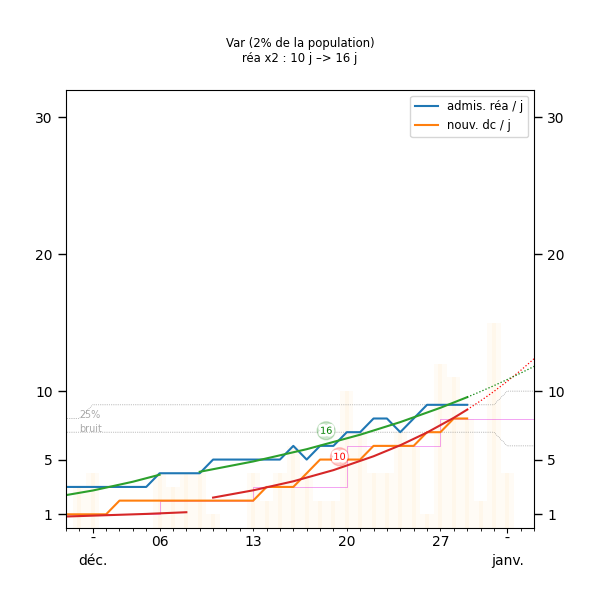 Var (2% de la population)
réa x2 : 10 j –> 16 j
admis. réa / j
nouv. dc / j
30
30
20
20
10
10
25%
bruit
16
10
5
5
1
1
-
06
13
20
27
-
déc.
janv.